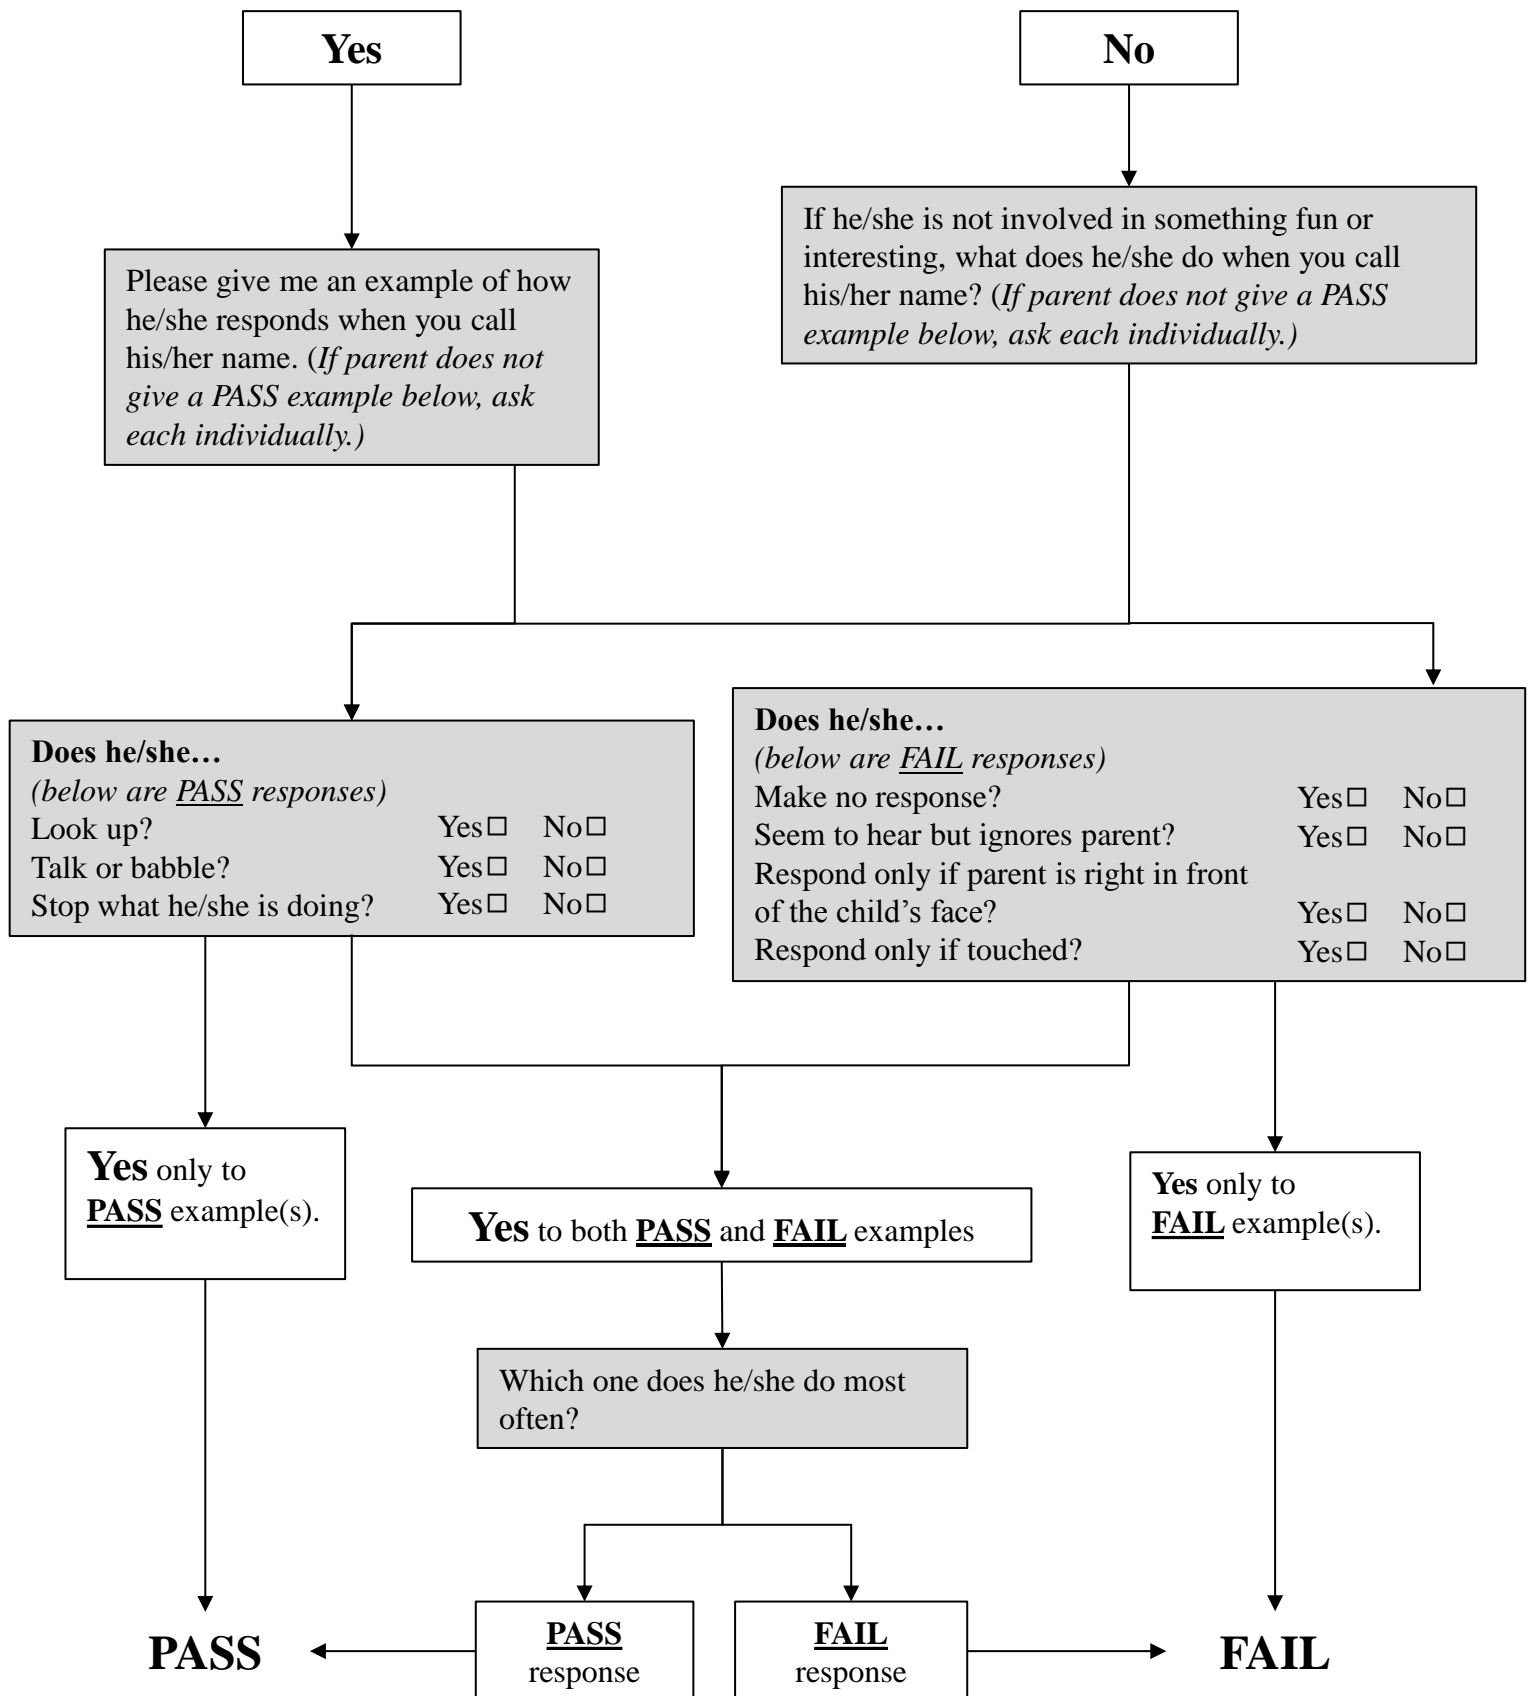 Yes
No
Please give me an example of how
he/she responds when you call
his/her name. (If parent does not
give a PASS example below, ask
each individually.)
If he/she is not involved in something fun or
interesting, what does he/she do when you call
his/her name? (If parent does not give a PASS
example below, ask each individually.)
Does he/she…
(below are PASS responses)
Look up? Yes□ No□
Talk or babble? Yes□ No□
Stop what he/she is doing? Yes□ No□
Does he/she…
(below are FAIL responses)
Make no response? Yes□ No□
Seem to hear but ignores parent? Yes□ No□
Respond only if parent is right in front
of the child’s face? Yes□ No□
Respond only if touched? Yes□ No□
Yes only to
PASS example(s).
Yes to both PASS and FAIL examples
Yes only to
FAIL example(s).
Which one does he/she do most
often?
PASS
PASS
response
FAIL
response
FAIL